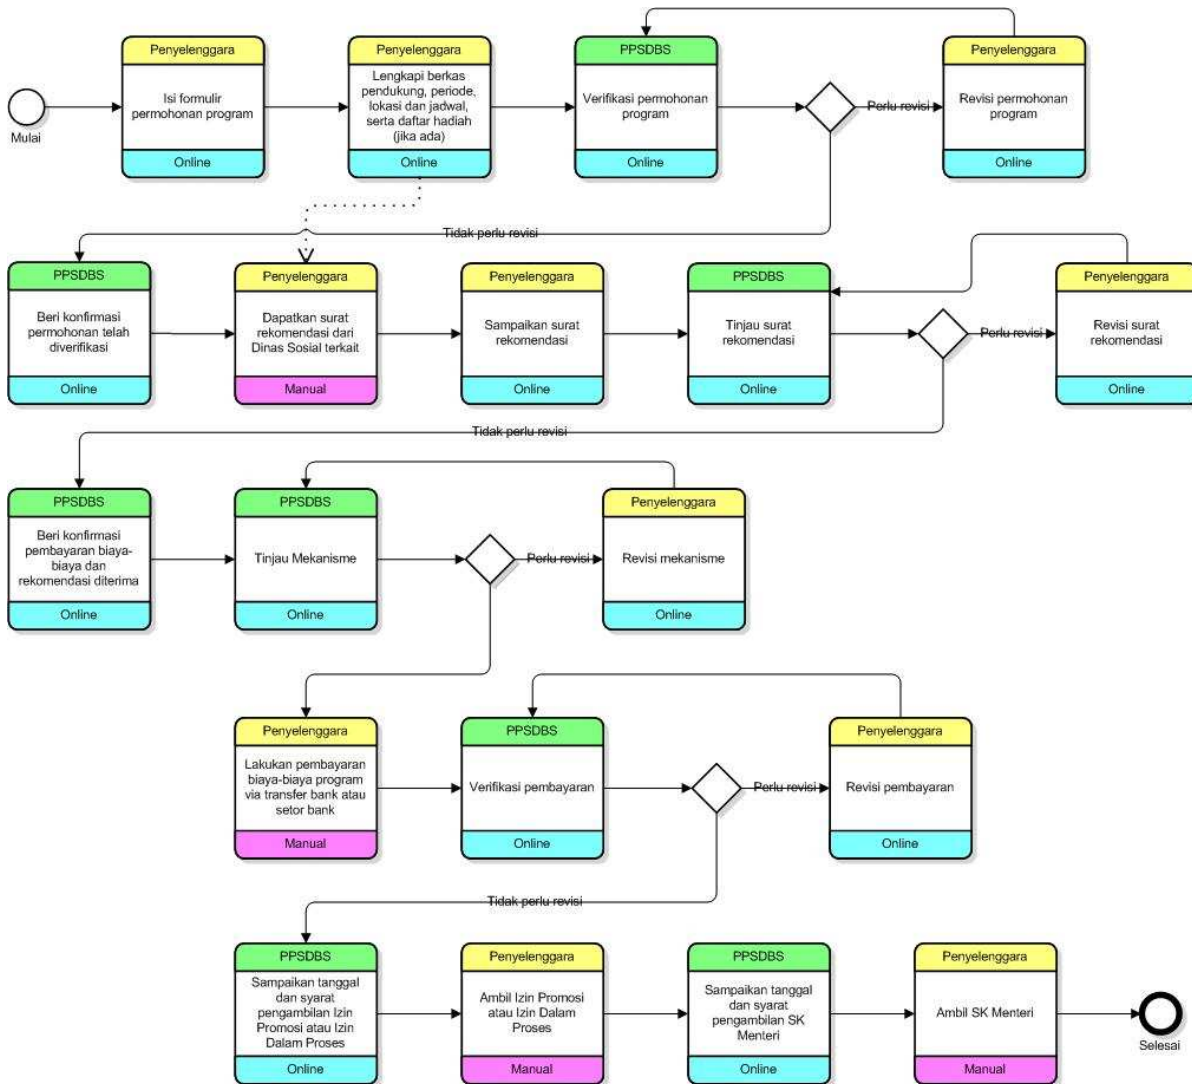 Penyelenggara
Isi formulir
permohonan program
Online
Penyelenggara
Lengkapi berkas
pendukung, periode,
lokasi dan jadwal,
serta daftar hadiah
(jika ada)
Online
PPSDBS
Verifikasi permohonan
program
Online
Perlu revisi
Penyelenggara
Revisi permohonan
program
Online
Mulai
Tidak perlu revisi
PPSDBS
Beri konfirmasi
permohonan telah
diverifikasi
Online
Penyelenggara
Dapatkan surat
rekomendasi dari
Dinas Sosial terkait
Manual
Penyelenggara
Sampaikan surat
rekomendasi
Online
PPSDBS
Tinjau surat
rekomendasi
Online
Perlu revisi
Penyelenggara
Revisi surat
rekomendasi
Online
Tidak perlu revisi
PPSDBS
Beri konfirmasi
pembayaran biaya-
biaya dan
rekomendasi diterima
Online
PPSDBS
Tinjau Mekanisme
Online
Perlu revisi
Penyelenggara
Revisi mekanisme
Online
Penyelenggara
Lakukan pembayaran
biaya-biaya program
via transfer bank atau
setor bank
Manual
PPSDBS
Verifikasi pembayaran
Online
Perlu revisi
Penyelenggara
Revisi pembayaran
Online
Tidak perlu revisi
PPSDBS
Sampaikan tanggal
dan syarat
pengambilan Izin
Promosi atau Izin
Dalam Proses
Online
Penyelenggara
Ambil Izin Promosi
atau Izin Dalam
Proses
Manual
PPSDBS
Sampaikan tanggal
dan syarat
pengambilan SK
Menteri
Online
Penyelenggara
Ambil SK Menteri
Manual
Selesai